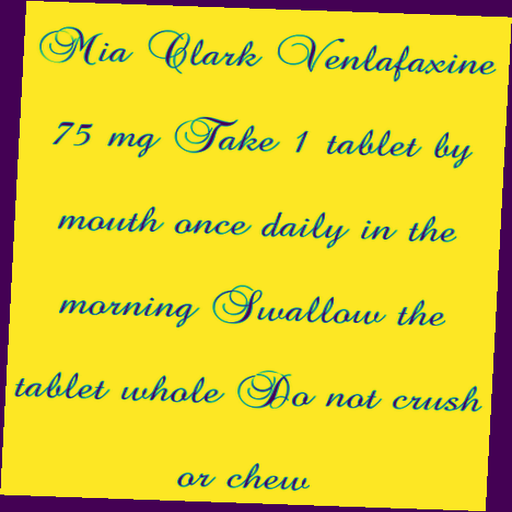 Mia Clark Venlafaxine
75 mg Take 1 tablet by
mouth once daily in the
morning Swallow the
tablet whole Do not crush
or chew